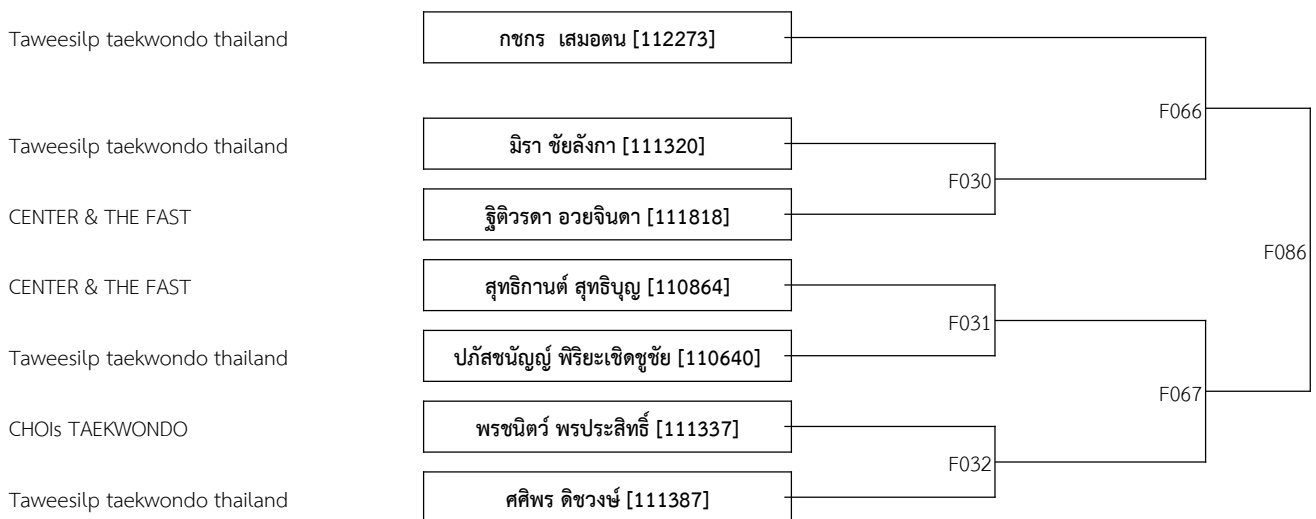 Taweesilp taekwondo thailand กชกร  เสมอตน [112273]
F066
Taweesilp taekwondo thailand มิรา ชัยลังกา [111320]
F030
CENTER & THE FAST ฐิติวรดา อวยจินดา [111818]
F086
CENTER & THE FAST สุทธิกานต์ สุทธิบุญ [110864]
F031
Taweesilp taekwondo thailand ปภัสชนัญญ์ พิริยะเชิดชูชัย [110640]
F067
CHOIs TAEKWONDO พรชนิตว์ พรประสิทธิ์ [111337]
F032
Taweesilp taekwondo thailand ศศิพร ดิชวงษ์ [111387]